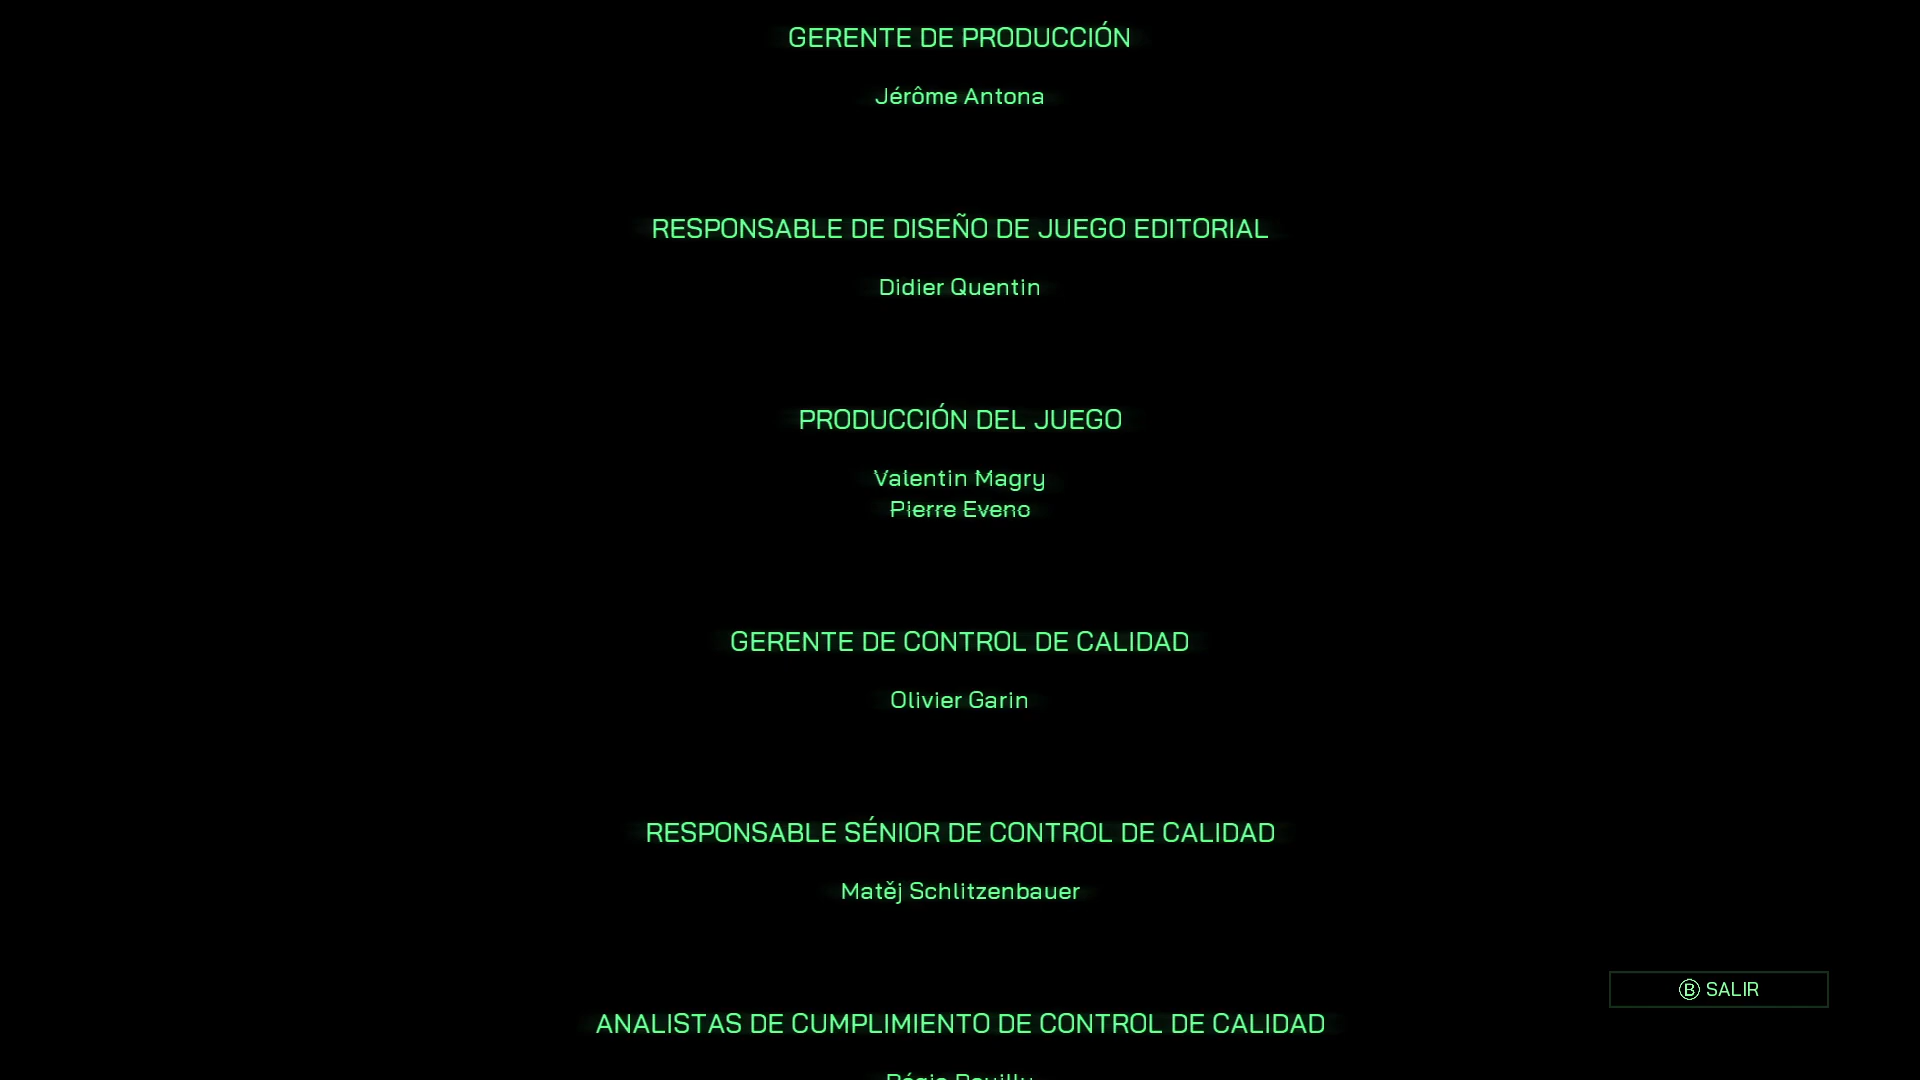 GERENTE DE PRODUCCIÓN
Jérôme Antona
RESPONSABLE DE DISEÑO DE JUEGO EDITORIAL
Didier Quentin
PRODUCCIÓN DEL JUEGO
Valentin Magry
Pierre Eveno
GERENTE DE CONTROL DE CALIDAD
Olivier Garin
RESPONSABLE SÉNIOR DE CONTROL DE CALIDAD
Matěj Schlitzenbauer
Ⓑ SALIR
ANALISTAS DE CUMPLIMIENTO DE CONTROL DE CALIDAD